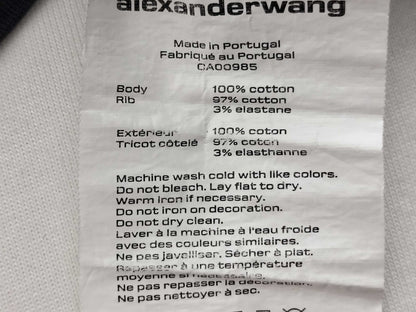 alexanderwang
Made in Portugal
Fabriqué au Portugal
CA00985
Body 100% cotton
Rib 97% cotton
3% elastane
Extérieur 100% coton
Tricot côtelé 97% coton
3% elasthanne
Machine wash cold with like colors.
Do not bleach. Lay flat to dry.
Warm iron if necessary.
Do not iron on decoration.
Do not dry clean.
Laver à la machine à l'eau froide
avec des couleurs similaires.
Ne pas javelliser. Sécher à plat.
Repasser à une température
moyenne si nécessaire.
Ne pas repasser la décoration.
Ne pas nettoyer à sec.